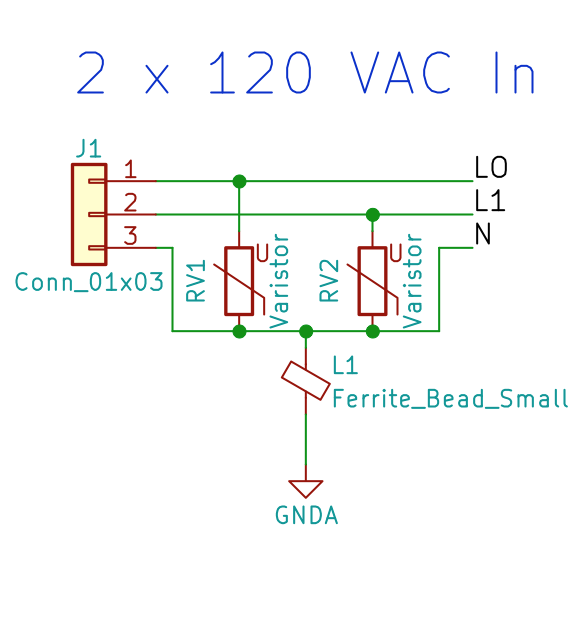 2 x 120 VAC In
J1
1
L0
2
L1
3
N
Conn_01x03
RV1
U
Varistor
RV2
U
Varistor
L1
Ferrite_Bead_Small
GNDA